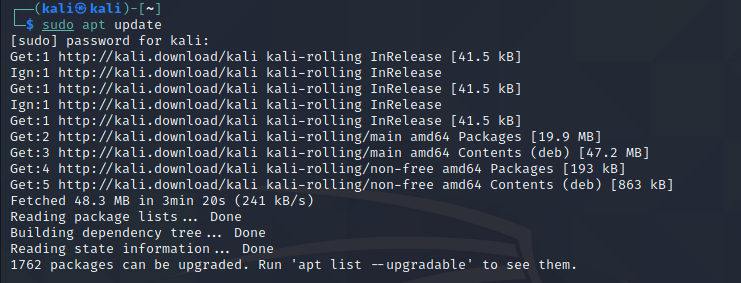 ┌──(kali㉿kali)-[~]
└─$ sudo apt update
[sudo] password for kali:
Get:1 http://kali.download/kali kali-rolling InRelease [41.5 kB]
Ign:1 http://kali.download/kali kali-rolling InRelease
Get:1 http://kali.download/kali kali-rolling InRelease [41.5 kB]
Ign:1 http://kali.download/kali kali-rolling InRelease
Get:1 http://kali.download/kali kali-rolling InRelease [41.5 kB]
Get:2 http://kali.download/kali kali-rolling/main amd64 Packages [19.9 MB]
Get:3 http://kali.download/kali kali-rolling/main amd64 Contents (deb) [47.2 MB]
Get:4 http://kali.download/kali kali-rolling/non-free amd64 Packages [193 kB]
Get:5 http://kali.download/kali kali-rolling/non-free amd64 Contents (deb) [863 kB]
Fetched 48.3 MB in 3min 20s (241 kB/s)
Reading package lists... Done
Building dependency tree... Done
Reading state information... Done
1762 packages can be upgraded. Run 'apt list --upgradable' to see them.